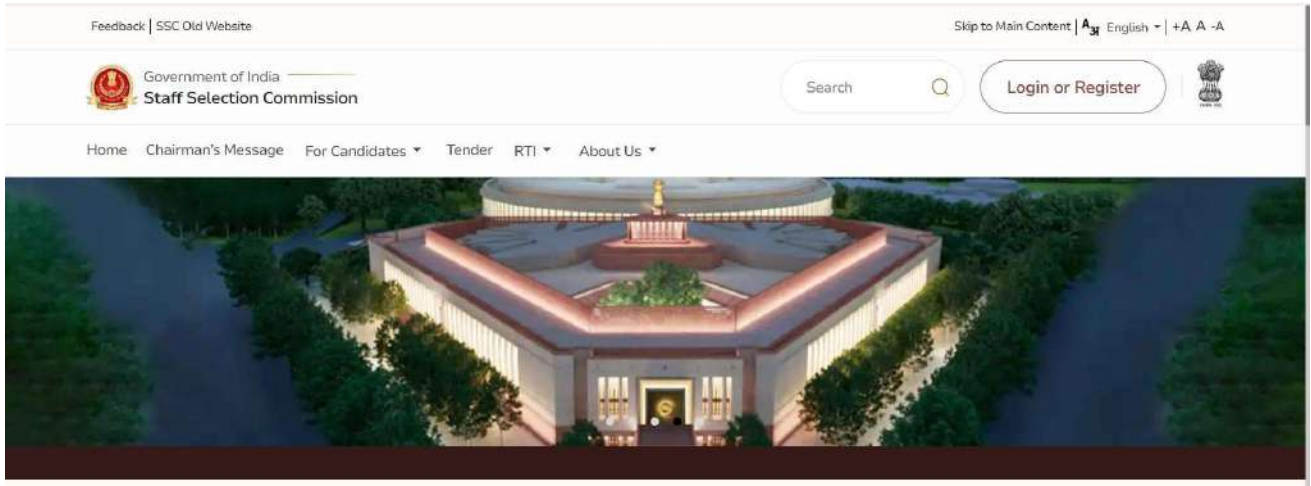 Feedback | SSC Old Website
Skip to Main Content | Aअ English | +A A -A
Government of India
Staff Selection Commission
Search
Login or Register
Home Chairman's Message For Candidates Tender RTI About Us